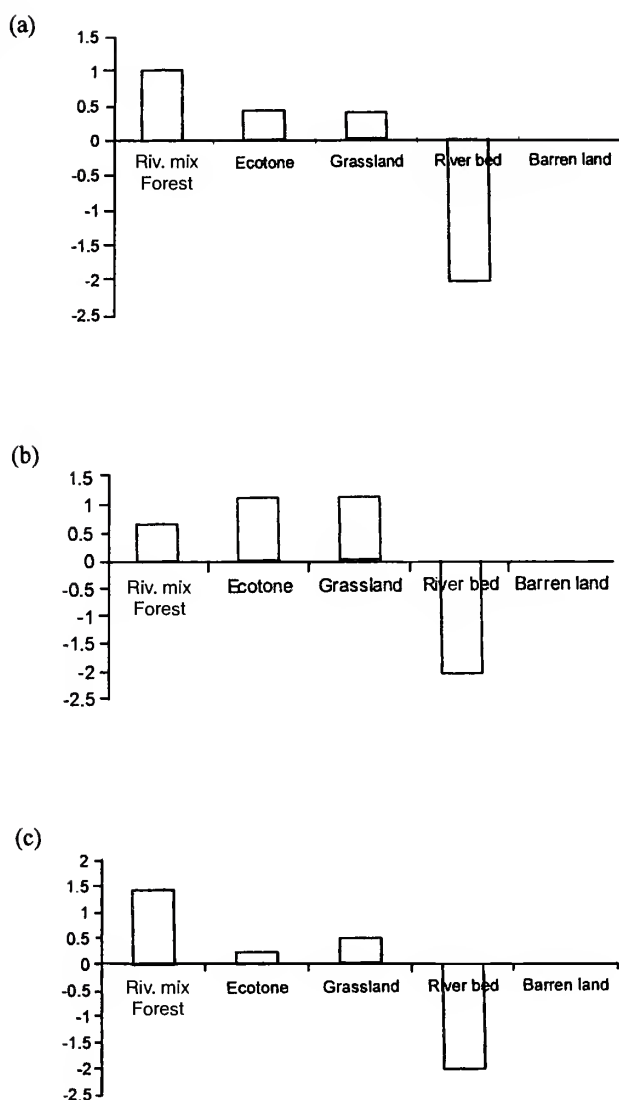 (a)
1.5
1
0.5
0
-0.5
-1
-1.5
-2
-2.5
Riv. mix Forest
Ecotone
Grassland
River bed
Barren land
(b)
1.5
1
0.5
0
-0.5
-1
-1.5
-2
-2.5
Riv. mix Forest
Ecotone
Grassland
River bed
Barren land
(c)
2
1.5
1
0.5
0
-0.5
-1
-1.5
-2
-2.5
Riv. mix Forest
Ecotone
Grassland
River bed
Barren land